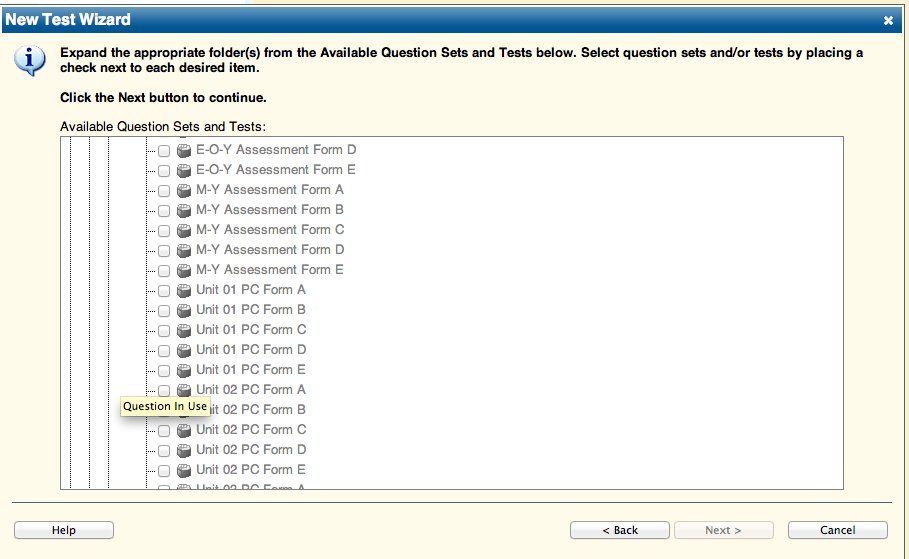 New Test Wizard
Expand the appropriate folder(s) from the Available Question Sets and Tests below. Select question sets and/or tests by placing a
check next to each desired item.
Click the Next button to continue.
Available Question Sets and Tests:
E-O-Y Assessment Form D
E-O-Y Assessment Form E
M-Y Assessment Form A
M-Y Assessment Form B
M-Y Assessment Form C
M-Y Assessment Form D
M-Y Assessment Form E
Unit 01 PC Form A
Unit 01 PC Form B
Unit 01 PC Form C
Unit 01 PC Form D
Unit 01 PC Form E
Unit 02 PC Form A
Question In Use
02 PC Form B
Unit 02 PC Form C
Unit 02 PC Form D
Unit 02 PC Form E
Help
< Back
Next >
Cancel